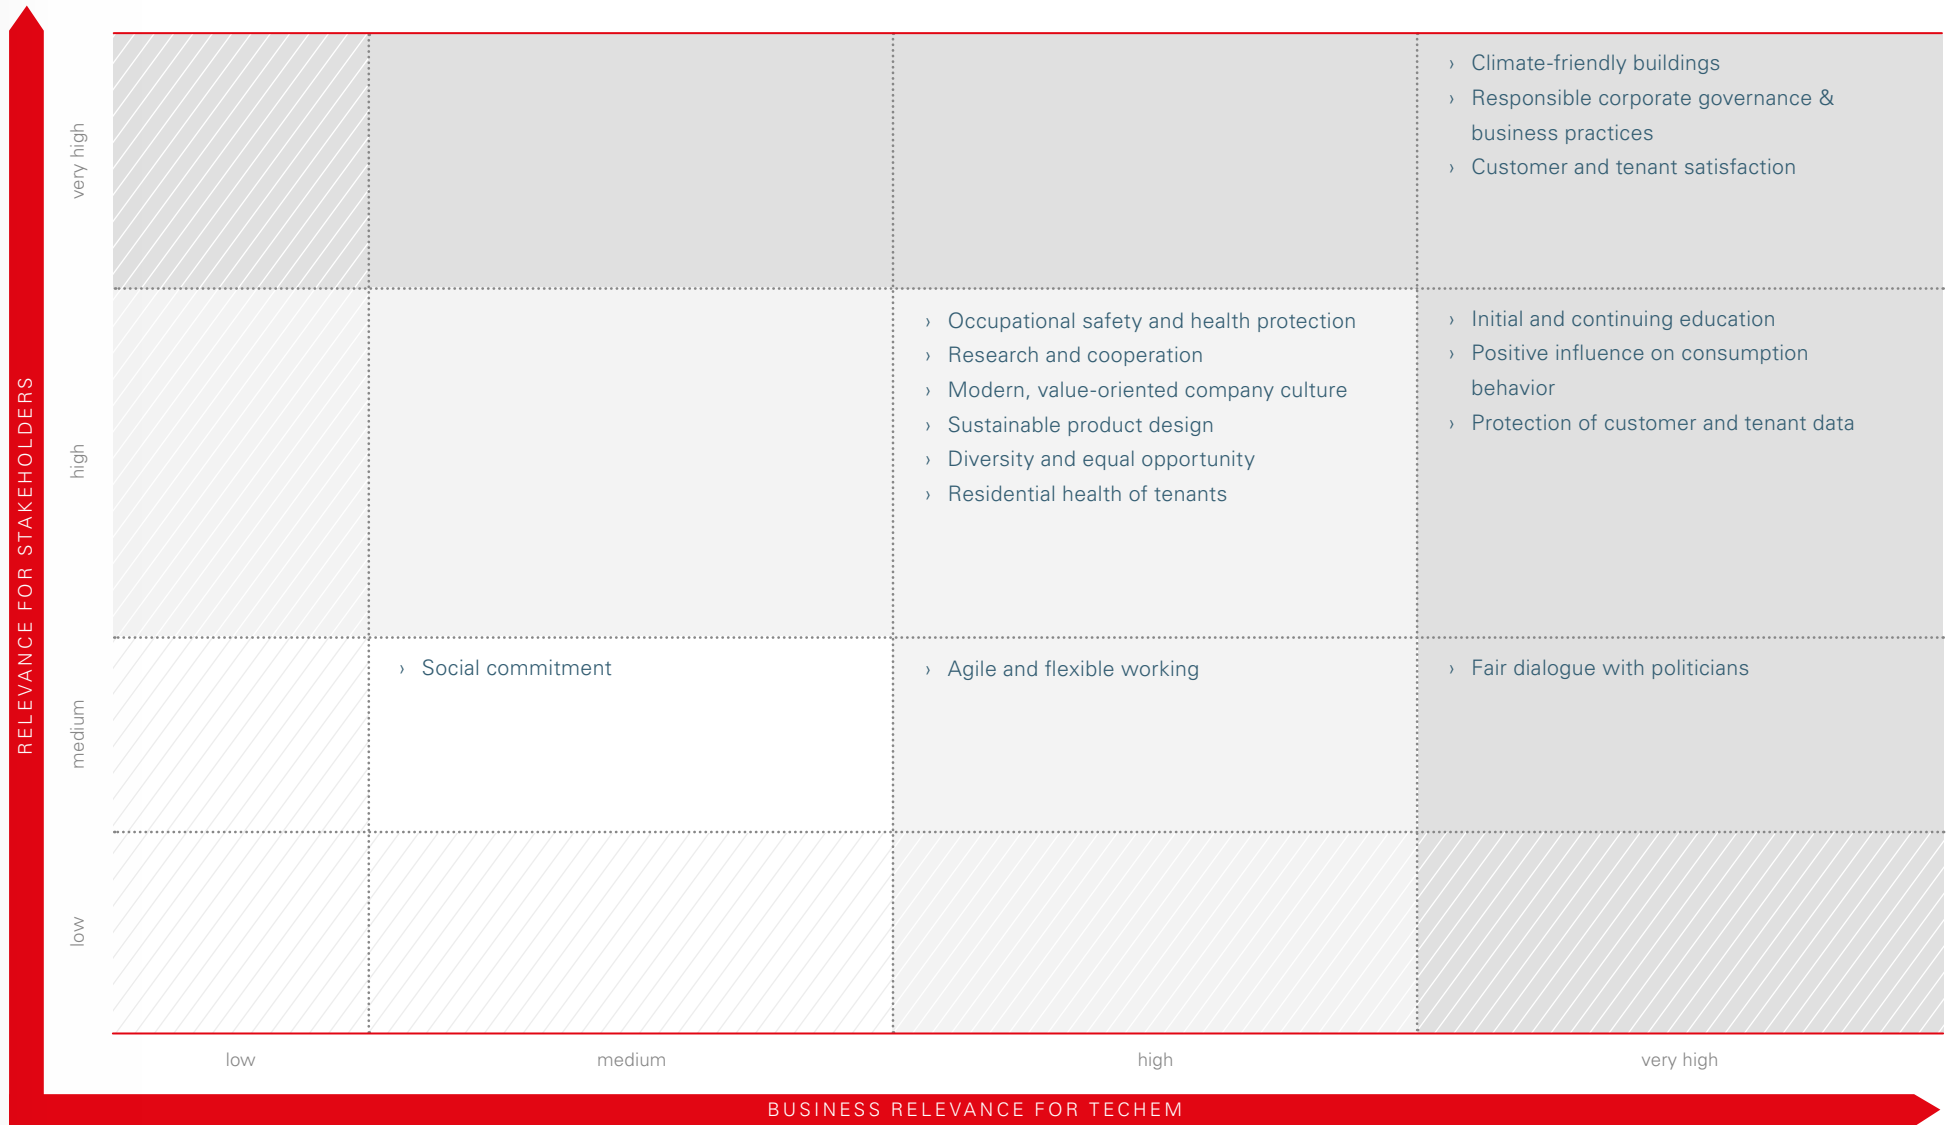 RELEVANCE FOR STAKEHOLDERS
very high
› Climate-friendly buildings
› Responsible corporate governance &
business practices
› Customer and tenant satisfaction
high
› Occupational safety and health protection
› Research and cooperation
› Modern, value-oriented company culture
› Sustainable product design
› Diversity and equal opportunity
› Residential health of tenants
› Initial and continuing education
› Positive influence on consumption
behavior
› Protection of customer and tenant data
medium
› Social commitment
› Agile and flexible working
› Fair dialogue with politicians
low
low
medium
high
very high
BUSINESS RELEVANCE FOR TECHEM